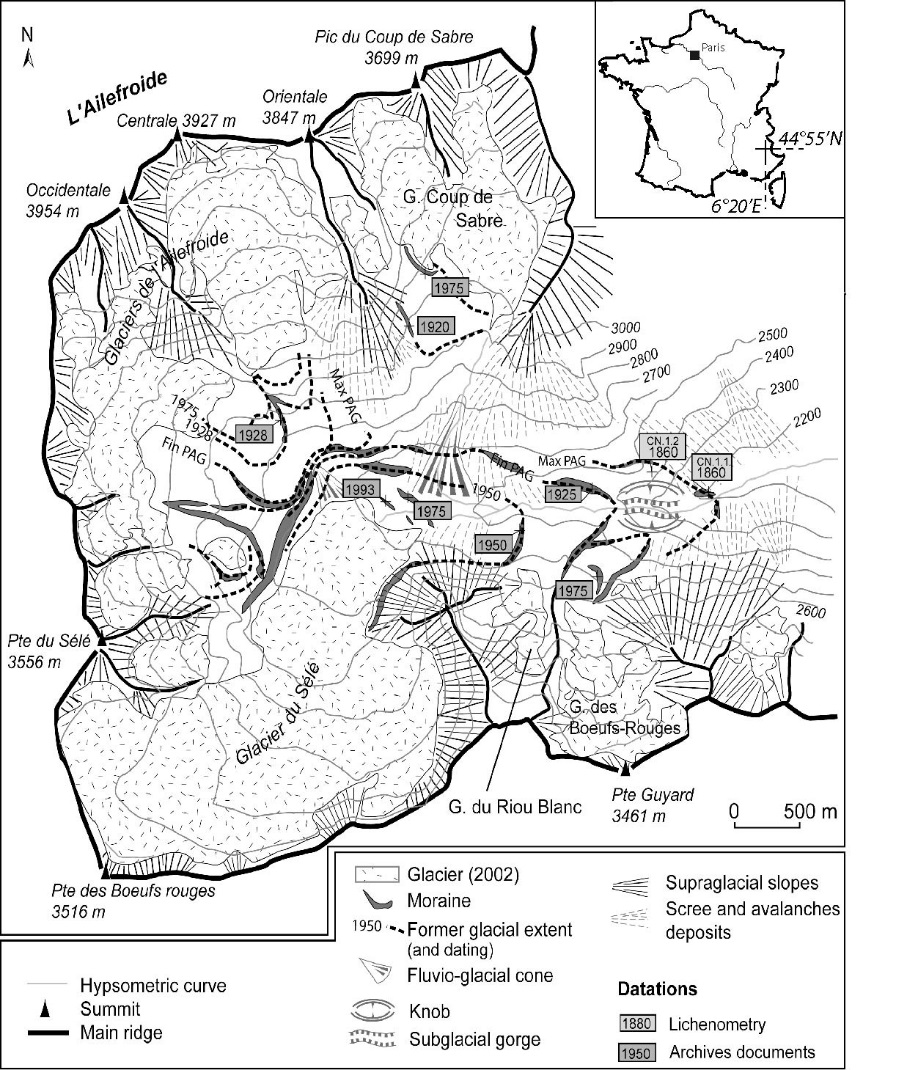 N
Pic du Coup de Sabre
3699 m
Paris
L'Ailefroide
Orientale
3847 m
Centrale 3927 m
44°55'N
6°20'E
Occidentale
3954 m
G. Coup de
Sabre
Glaciers de l'Ailefroide
1975
1920
3000
2900
2800
2700
2500
2400
2300
2200
Max PAG
1975
1928
1928
Fin PAG
Fin PAG
Max PAG
CN.1.2
1860
CN.1.1
1860
1993
1950
1925
1975
1950
1975
2600
Pte du Sélé
3556 m
Glacier du Sélé
G. des
Boeufs-Rouges
G. du Riou Blanc
Pte Guyard
3461 m
0 500 m
Pte des Boeufs rouges
3516 m
Glacier (2002)
Moraine
1950 Former glacial extent
(and dating)
Fluvio-glacial cone
Knob
Subglacial gorge
Supraglacial slopes
Scree and avalanches
deposits
Hypsometric curve
Summit
Main ridge
Datations
1880 Lichenometry
1950 Archives documents